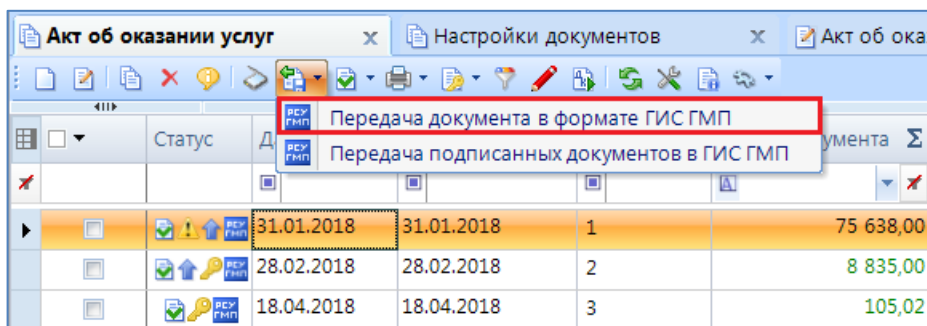 Акт об оказании услуг x Настройки документов x Акт об ока
Передача документа в формате ГИС ГМП
Передача подписанных документов в ГИС ГМП
Статус Д умента Σ
31.01.2018 31.01.2018 1 75 638,00
28.02.2018 28.02.2018 2 8 835,00
18.04.2018 18.04.2018 3 105,02